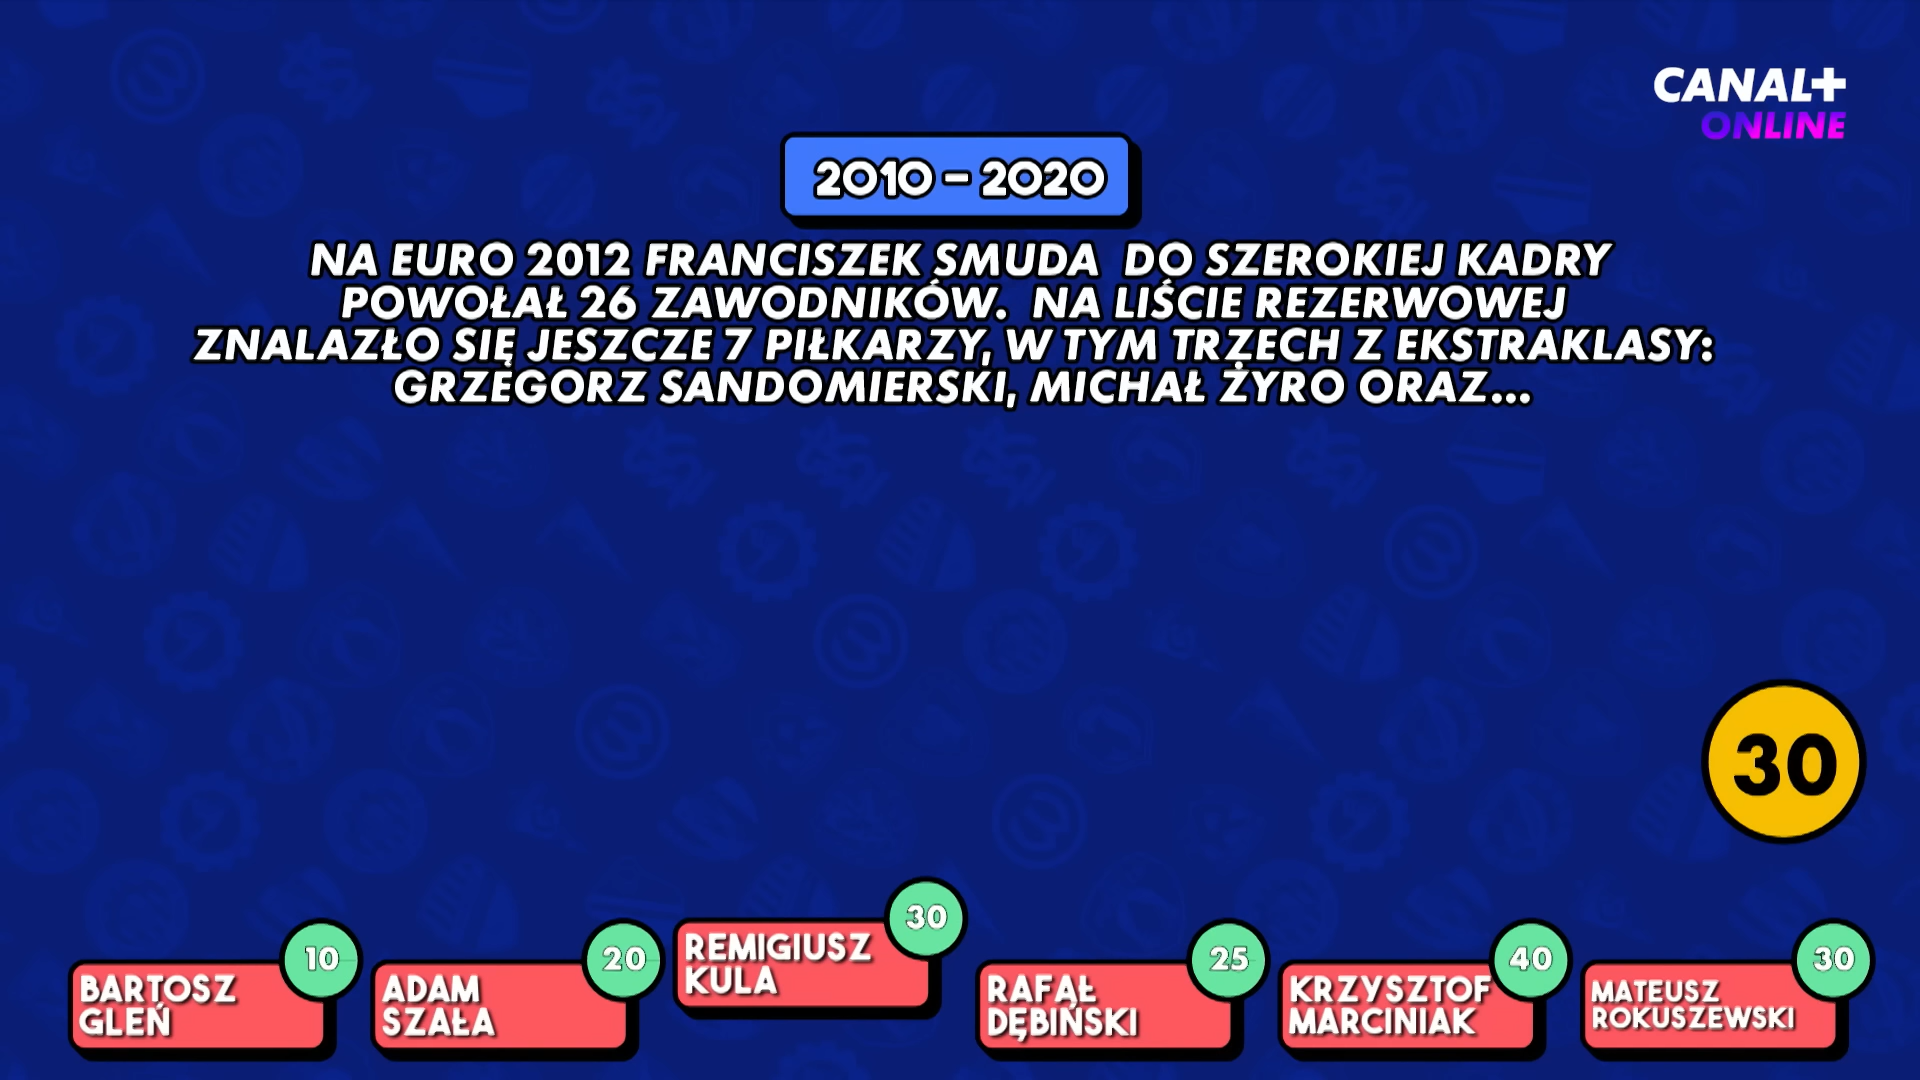 CANAL+
ONLINE
2010 – 2020
NA EURO 2012 FRANCISZEK SMUDA DO SZEROKIEJ KADRY
POWOŁAŁ 26 ZAWODNIKÓW. NA LIŚCIE REZERWOWEJ
ZNALAZŁO SIĘ JESZCZE 7 PIŁKARZY, W TYM TRZECH Z EKSTRAKLASY:
GRZEGORZ SANDOMIERSKI, MICHAŁ ŻYRO ORAZ...
30
BARTOSZ
GLEŃ
10
ADAM
SZAŁA
20
REMIGIUSZ
KULA
30
RAFAŁ
DĘBIŃSKI
25
KRZYSZTOF
MARCINIAK
40
MATEUSZ
ROKUSZEWSKI
30